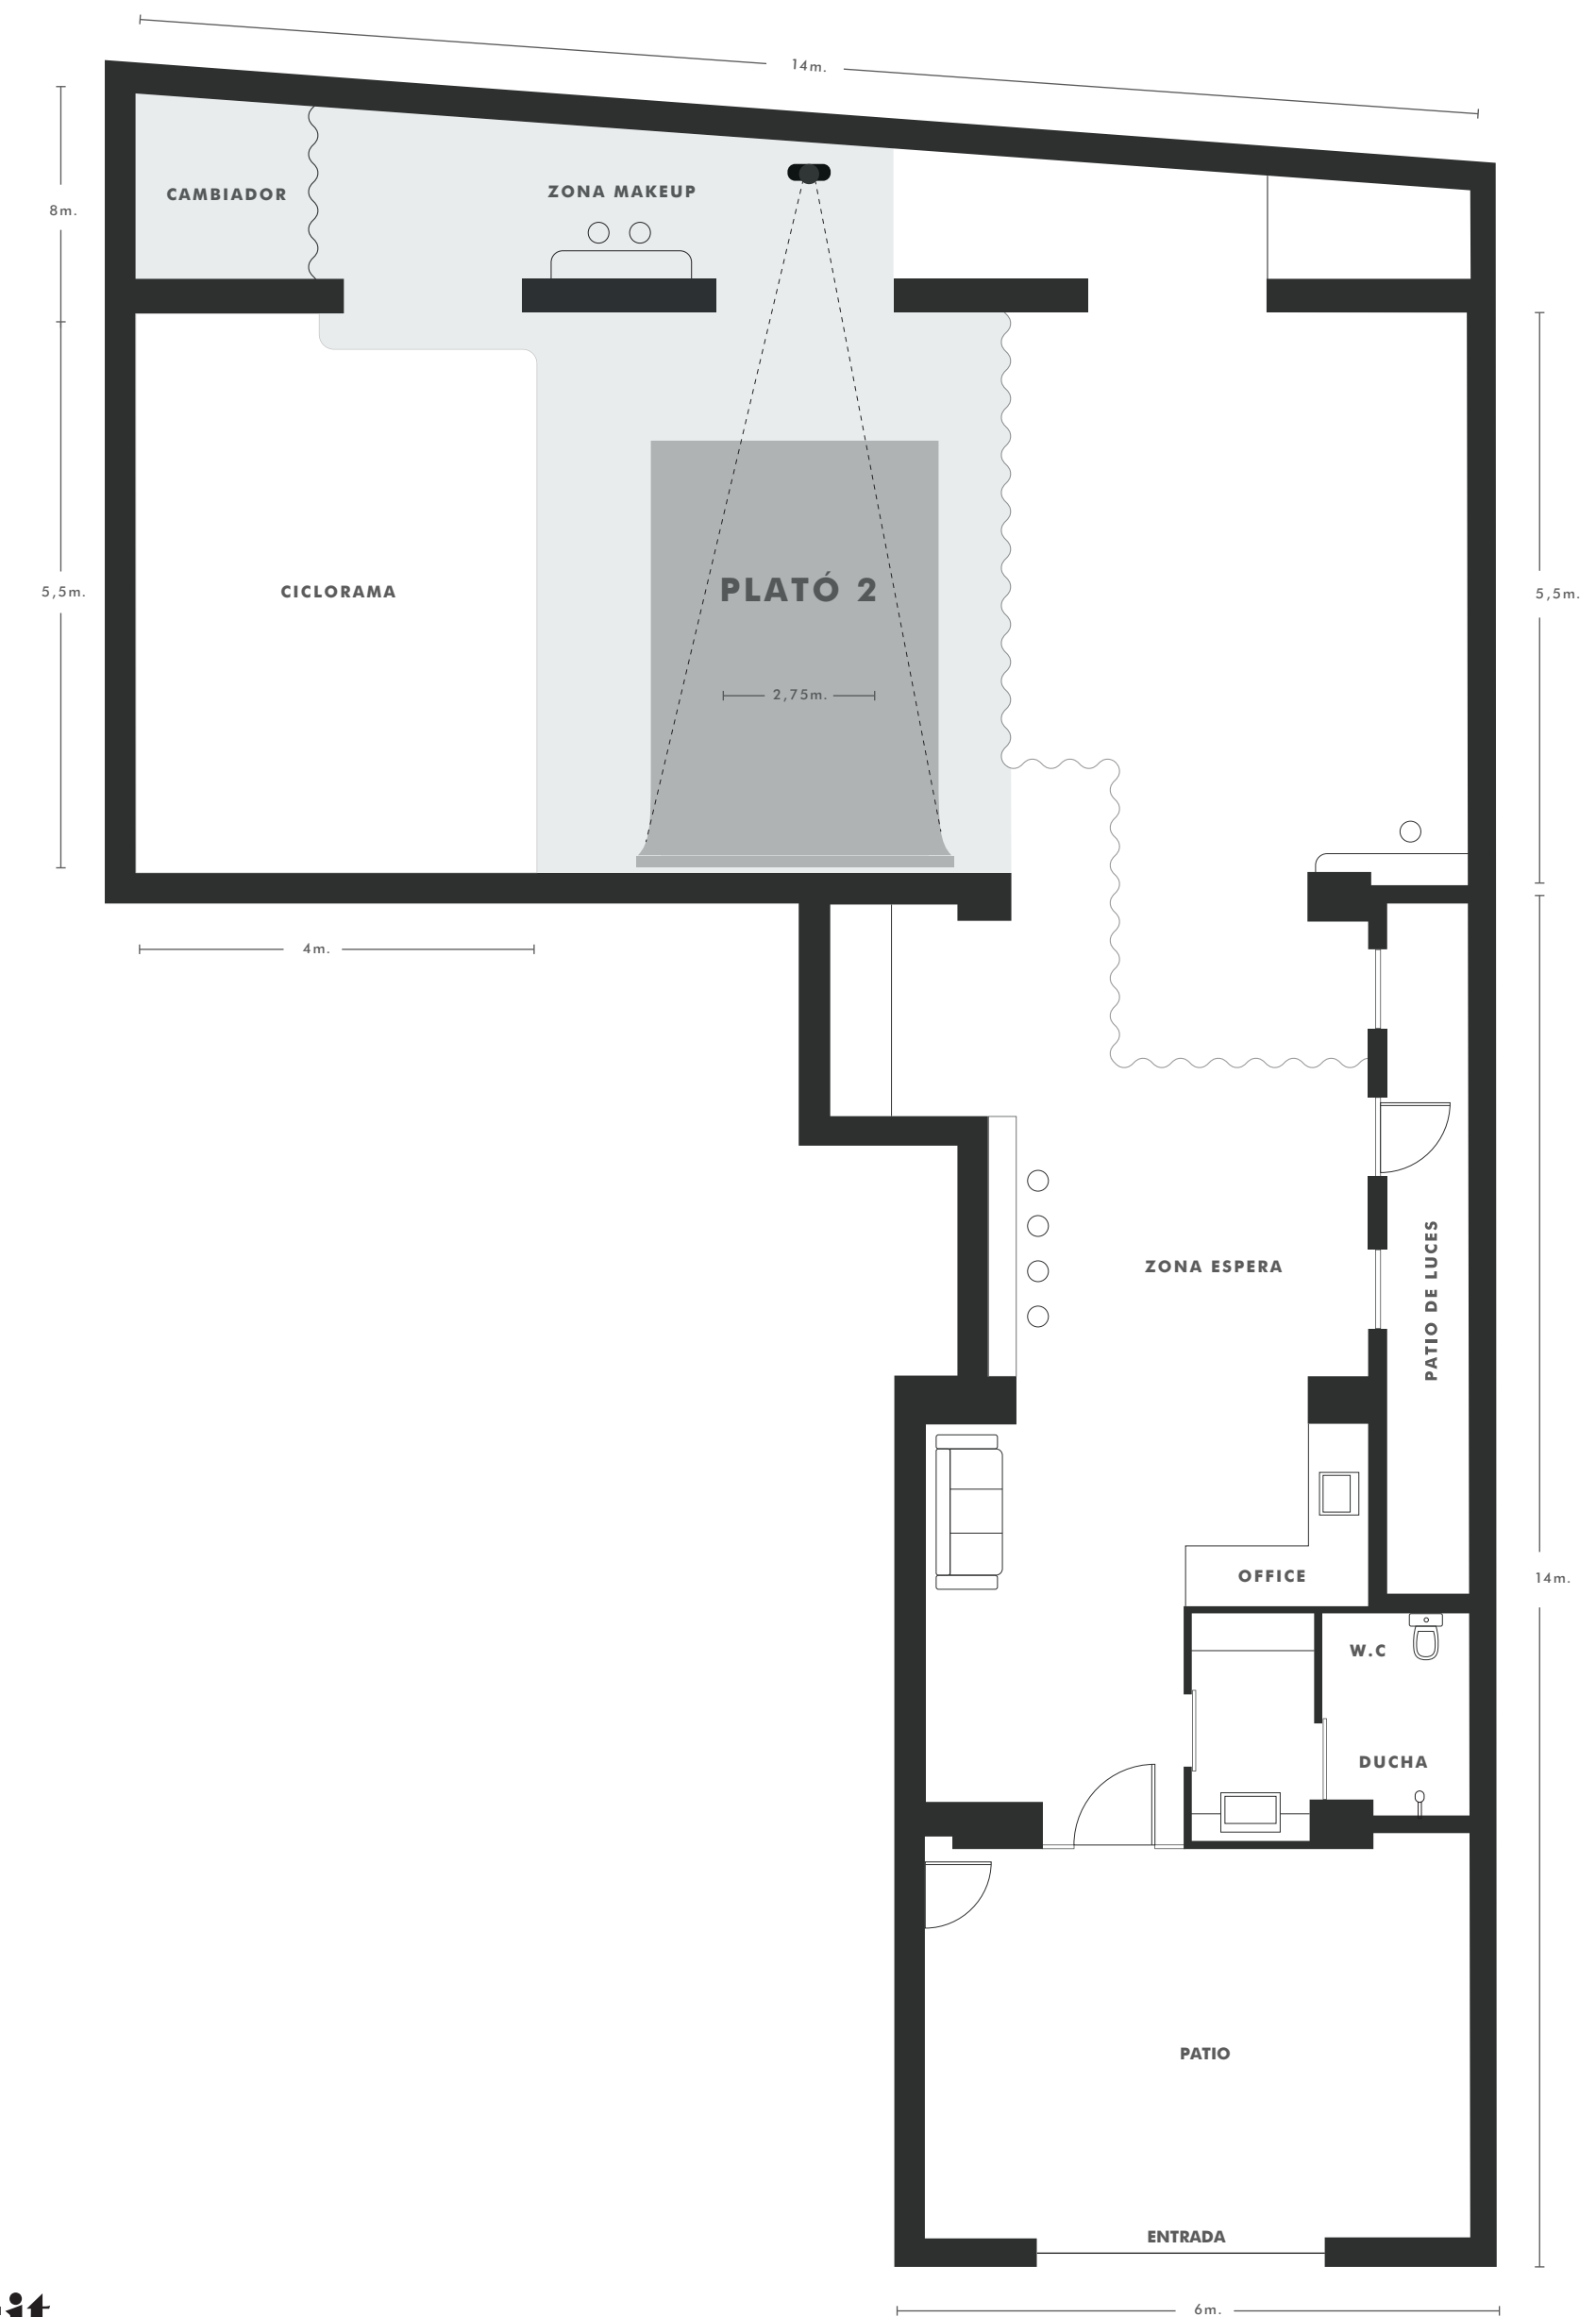 14m.
CAMBIADOR
ZONA MAKEUP
8m.
CICLORAMA
PLATÓ 2
5,5m.
5,5m.
2,75m.
4m.
ZONA ESPERA
PATIO DE LUCES
OFFICE
14m.
W.C
DUCHA
PATIO
ENTRADA
6m.